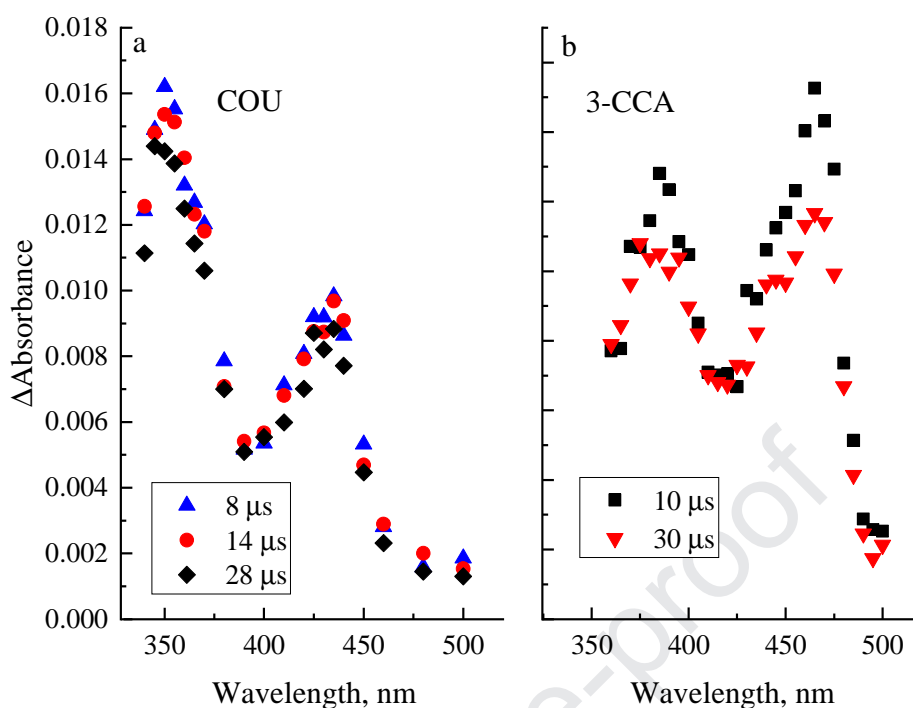 0.018
0.016
0.014
0.012
0.010
0.008
0.006
0.004
0.002
0.000
ΔAbsorbance
a
COU
8 μs
14 μs
28 μs
350 400 450 500
Wavelength, nm
b
3-CCA
10 μs
30 μs
350 400 450 500
Wavelength, nm
e-proof